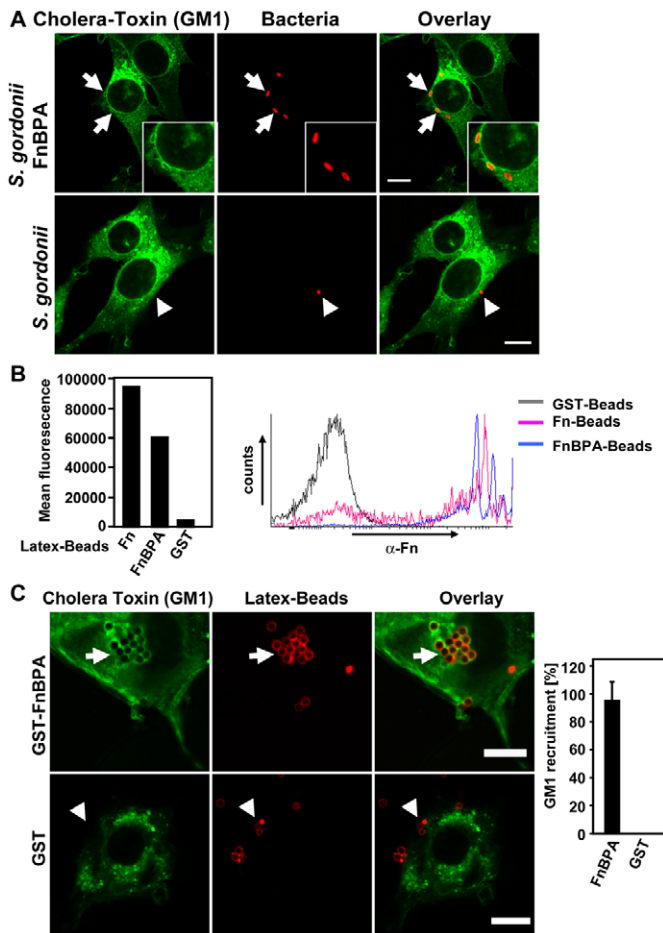 A
Cholera-Toxin (GM1) Bacteria Overlay
S. gordonii
FnBPA
S. gordonii
B
Mean fluoresecence
100000
80000
60000
40000
20000
0
Latex-Beads
Fn
FnBPA
GST
counts
α-Fn
GST-Beads
Fn-Beads
FnBPA-Beads
C
Cholera Toxin (GM1) Latex-Beads Overlay
GST-FnBPA
GST
GM1 recruitment [%]
120
100
80
60
40
20
0
FnBPA
GST